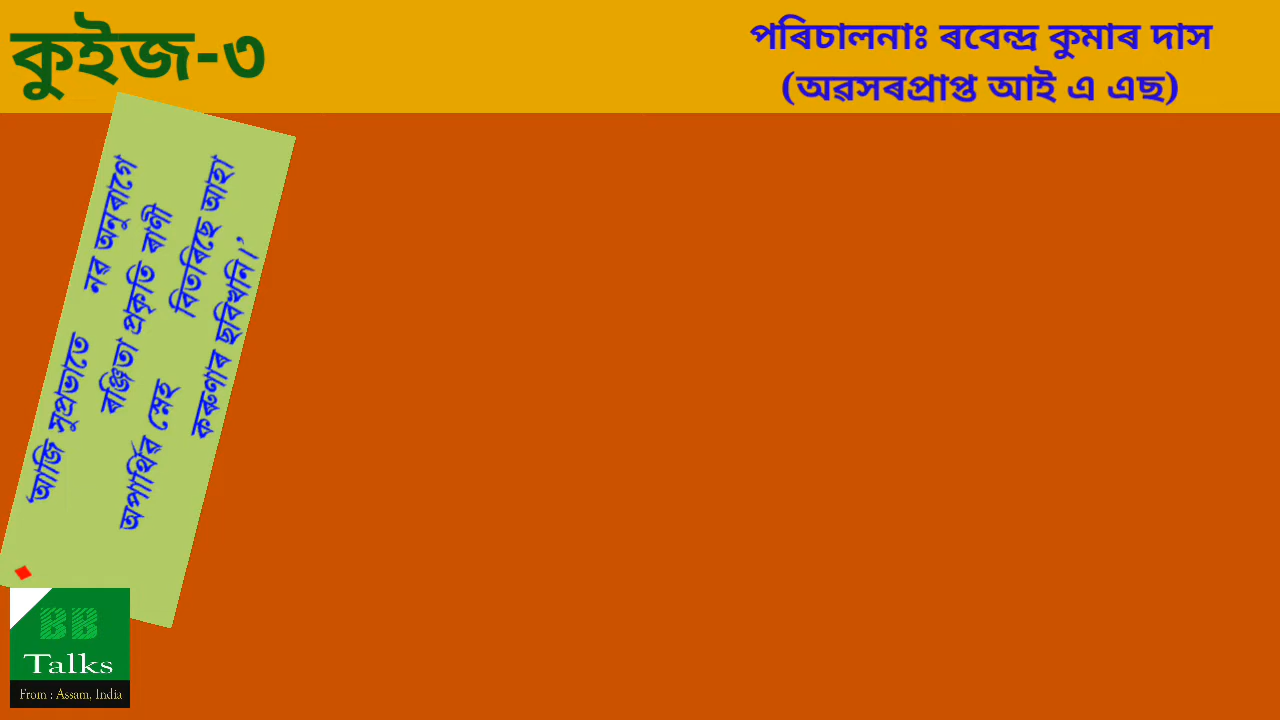 কুইজ-৩
পৰিচালনাঃ ৰবেন্দ্ৰ কুমাৰ দাস
(অৱসৰপ্ৰাপ্ত আই এ এছ)
‘আজি সুপ্ৰভাতে নৱ অনুৰাগে
ৰঞ্জিতা প্ৰকৃতি ৰাণী
অপাৰ্থিৱ স্নেহ বিতৰিছে আহা
কৰুণাৰ ছবিখনি।’
BB
Talks
From : Assam, India